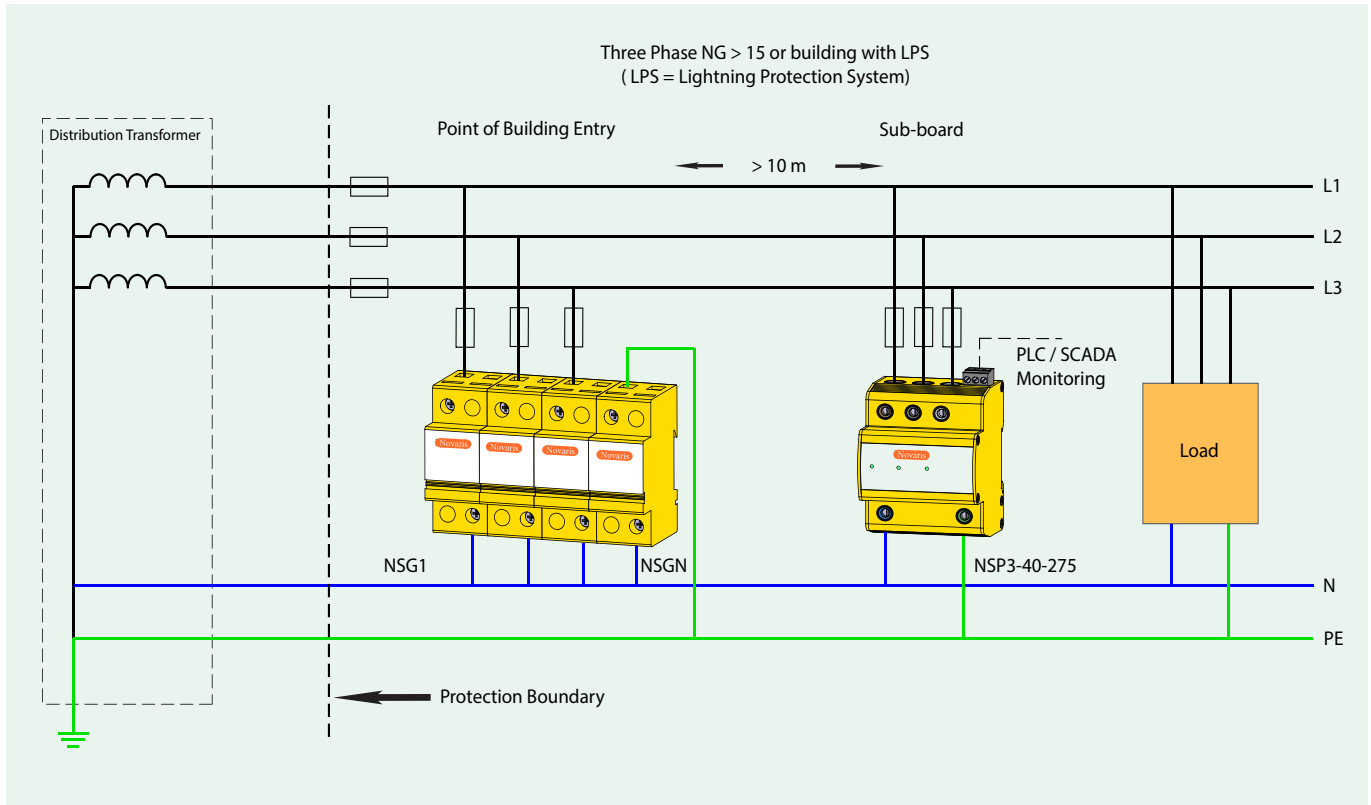 Three Phase NG > 15 or building with LPS
( LPS = Lightning Protection System)
Distribution Transformer
Point of Building Entry
Sub-board
> 10 m
L1
L2
L3
PLC / SCADA
Monitoring
Novaris
Novaris
Novaris
Novaris
Novaris
Load
NSG1
NSGN
NSP3-40-275
N
PE
Protection Boundary